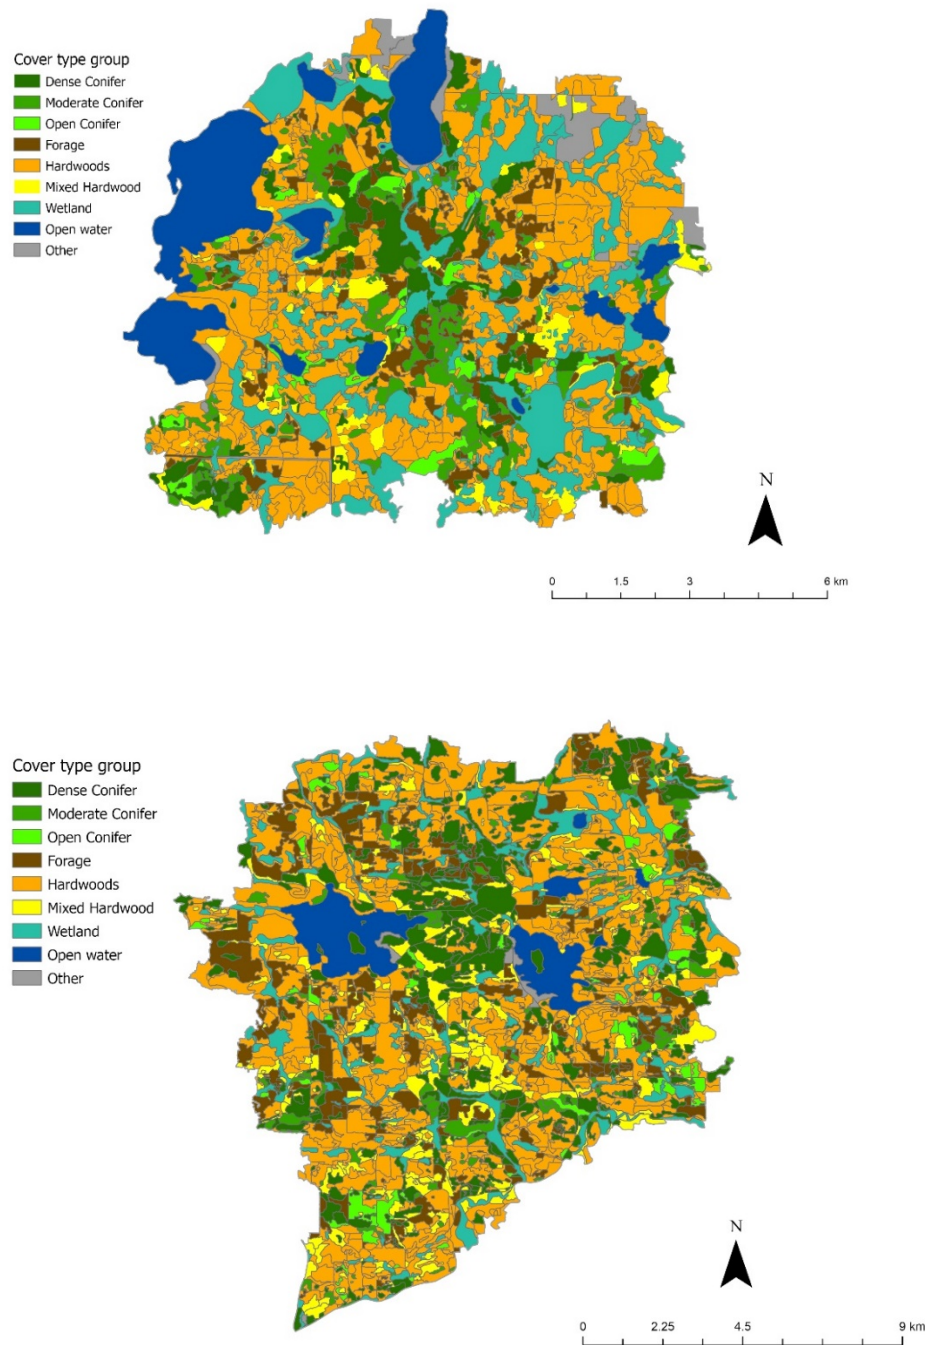 Cover type group
Dense Conifer
Moderate Conifer
Open Conifer
Forage
Hardwoods
Mixed Hardwood
Wetland
Open water
Other
N
0 1.5 3 6 km
Cover type group
Dense Conifer
Moderate Conifer
Open Conifer
Forage
Hardwoods
Mixed Hardwood
Wetland
Open water
Other
N
0 2.25 4.5 9 km